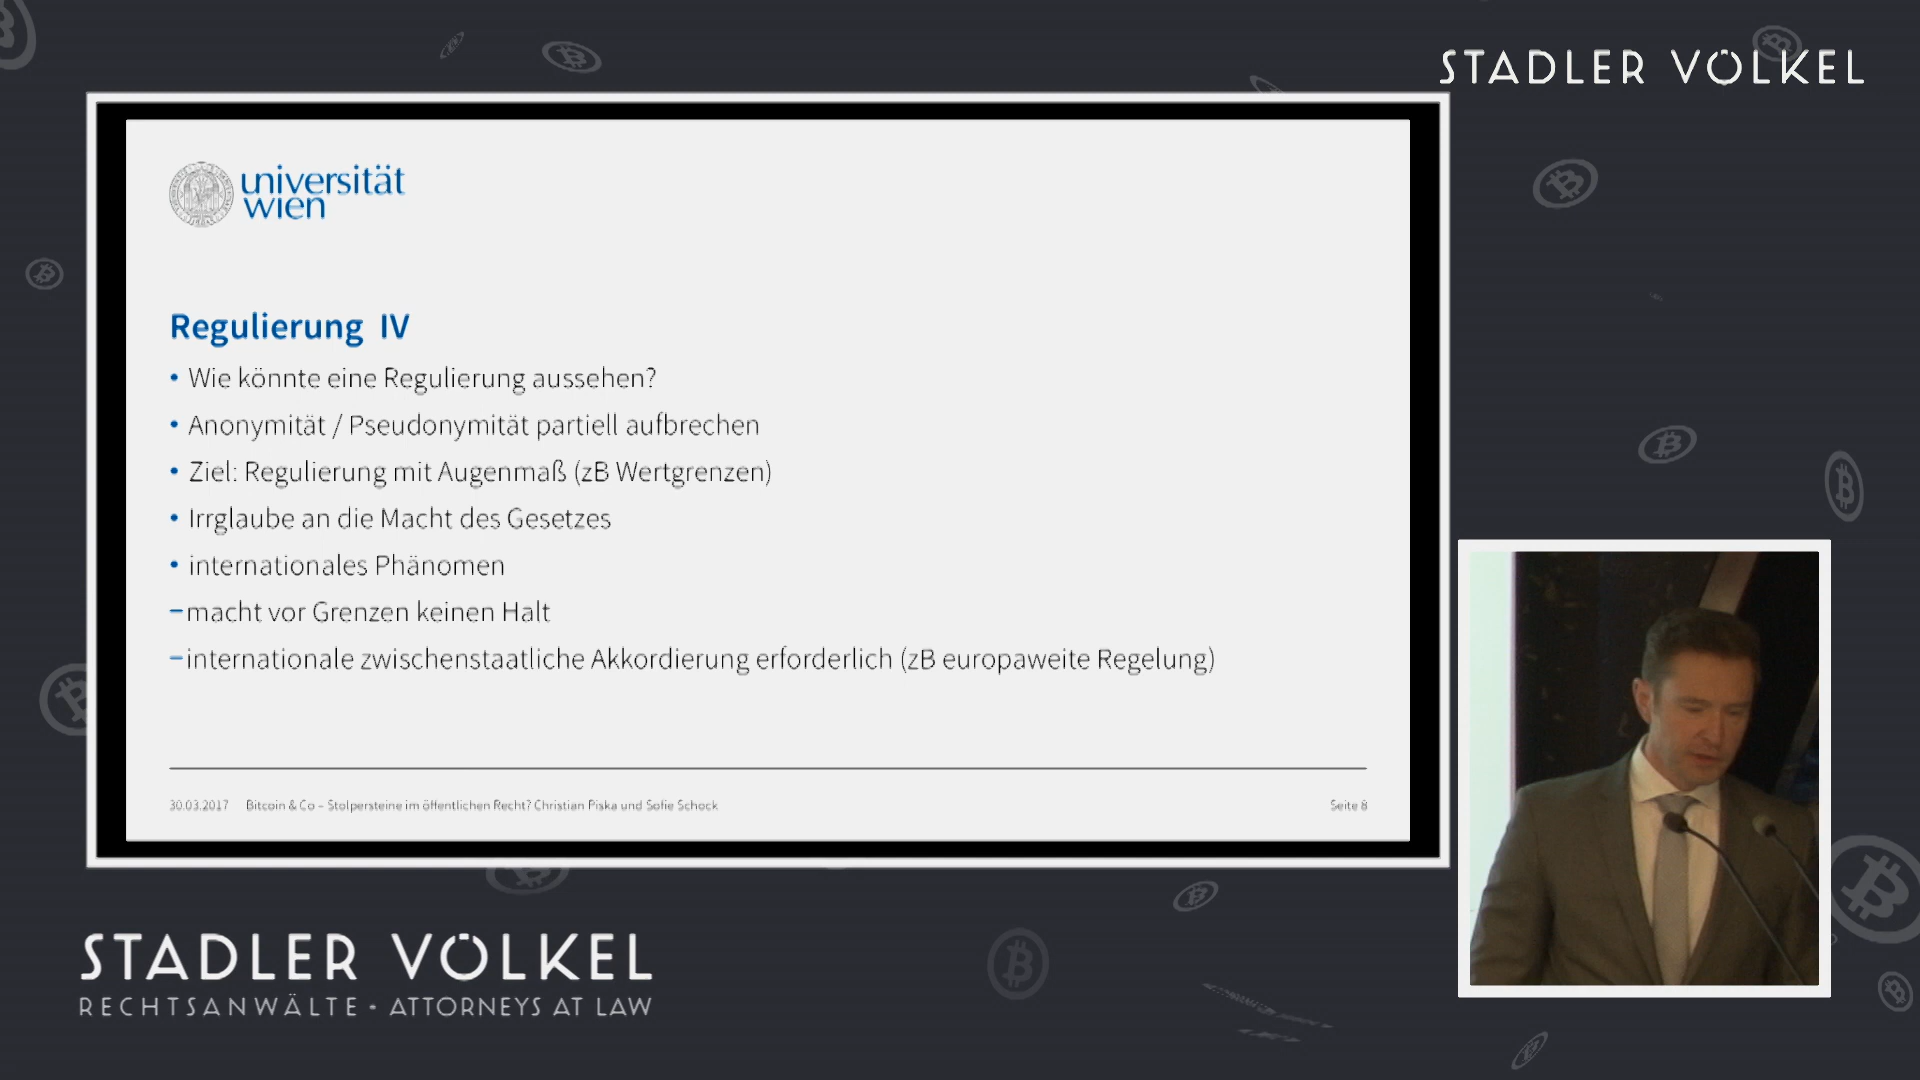 STADLER VÖLKEL
universität
wien
Regulierung IV
• Wie könnte eine Regulierung aussehen?
• Anonymität / Pseudonymität partiell aufbrechen
• Ziel: Regulierung mit Augenmaß (zB Wertgrenzen)
• Irrglaube an die Macht des Gesetzes
• internationales Phänomen
– macht vor Grenzen keinen Halt
– internationale zwischenstaatliche Akkordierung erforderlich (zB europaweite Regelung)
30.03.2017 Bitcoin & Co – Stolpersteine im öffentlichen Recht? Christian Piska und Sofie Schock Seite 8
STADLER VÖLKEL
RECHTSANWÄLTE • ATTORNEYS AT LAW